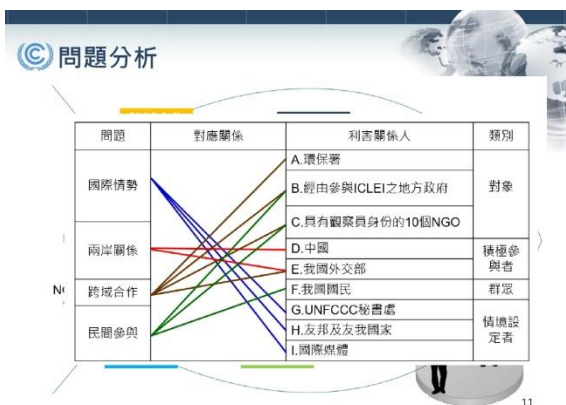 問題分析
問題 對應關係 利害關係人 類別
國際情勢
兩岸關係
跨域合作
民間參與
A.環保署
B.經由參與ICLEI之地方政府
C.具有觀察員身份的10個NGO
D.中國
E.我國外交部
F.我國國民
G.UNFCCC秘書處
H.友邦及友我國家
I.國際媒體
對象
積極參
與者
群眾
情境設
定者
11